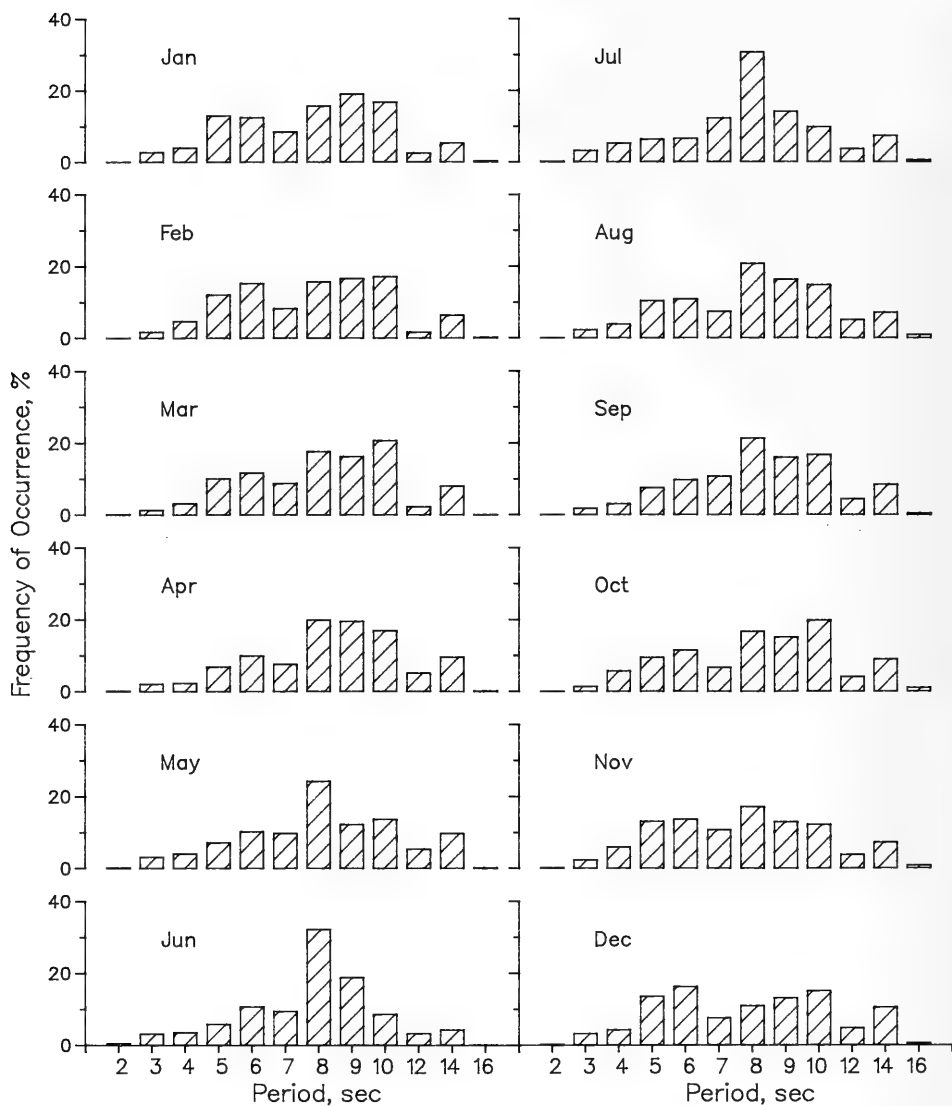 40
20
0
Jan
Jul
40
20
0
Feb
Aug
40
20
0
Mar
Sep
40
20
0
Apr
Oct
40
20
0
May
Nov
40
20
0
Jun
Dec
Frequency of Occurrence, %
2 3 4 5 6 7 8 9 10 12 14 16
2 3 4 5 6 7 8 9 10 12 14 16
Period, sec
Period, sec